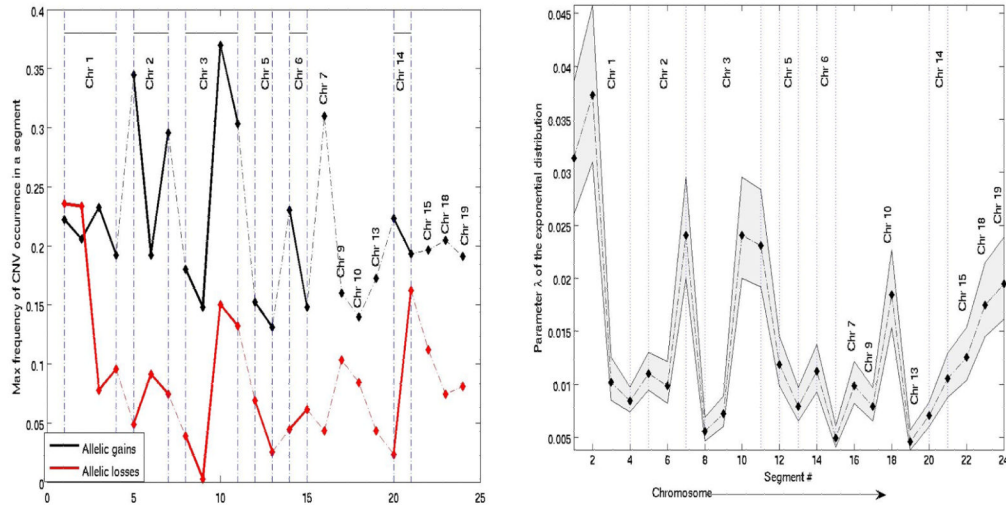 0.4
0.35
0.3
0.25
0.2
0.15
0.1
0.05
0
Max frequency of CNV occurrence in a segment
Chr 1
Chr 2
Chr 3
Chr 5
Chr 6
Chr 7
Chr 9
Chr 10
Chr 13
Chr 14
Chr 15
Chr 18
Chr 19
Allelic gains
Allelic losses
0 5 10 15 20 25
0.045
0.04
0.035
0.03
0.025
0.02
0.015
0.01
0.005
Parameter λ of the exponential distribution
Chr 1
Chr 2
Chr 3
Chr 5
Chr 6
Chr 7
Chr 9
Chr 10
Chr 13
Chr 14
Chr 15
Chr 18
Chr 19
2 4 6 8 10 12 14 16 18 20 22 24
Segment #
Chromosome